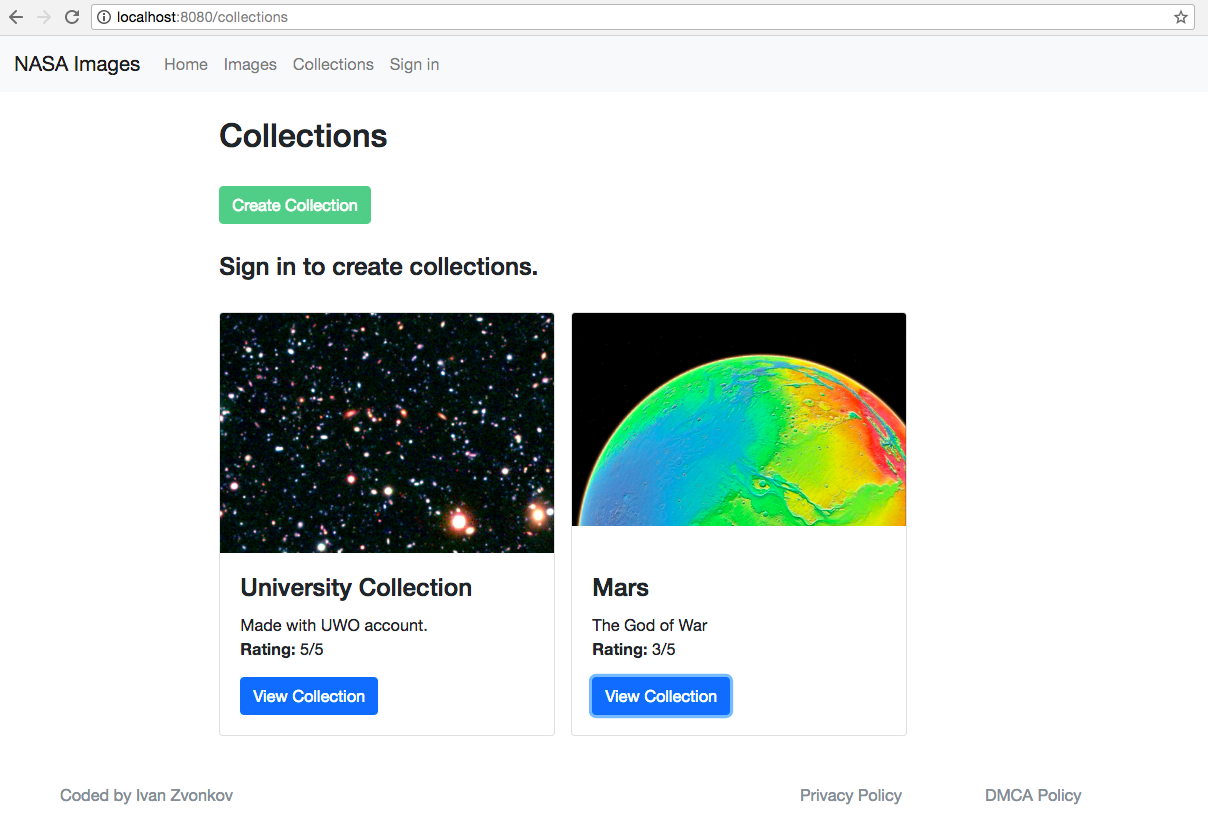 localhost:8080/collections
NASA Images Home Images Collections Sign in
Collections
Create Collection
Sign in to create collections.
University Collection
Made with UWO account.
Rating: 5/5
View Collection
Mars
The God of War
Rating: 3/5
View Collection
Coded by Ivan Zvonkov Privacy Policy DMCA Policy